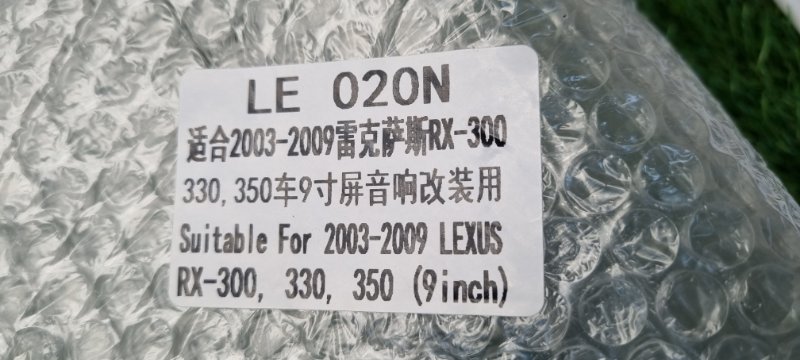 LE 020N
适合2003-2009雷克萨斯RX-300
330,350车9寸屏音响改装用
Suitable For 2003-2009 LEXUS
RX-300, 330, 350 (9inch)